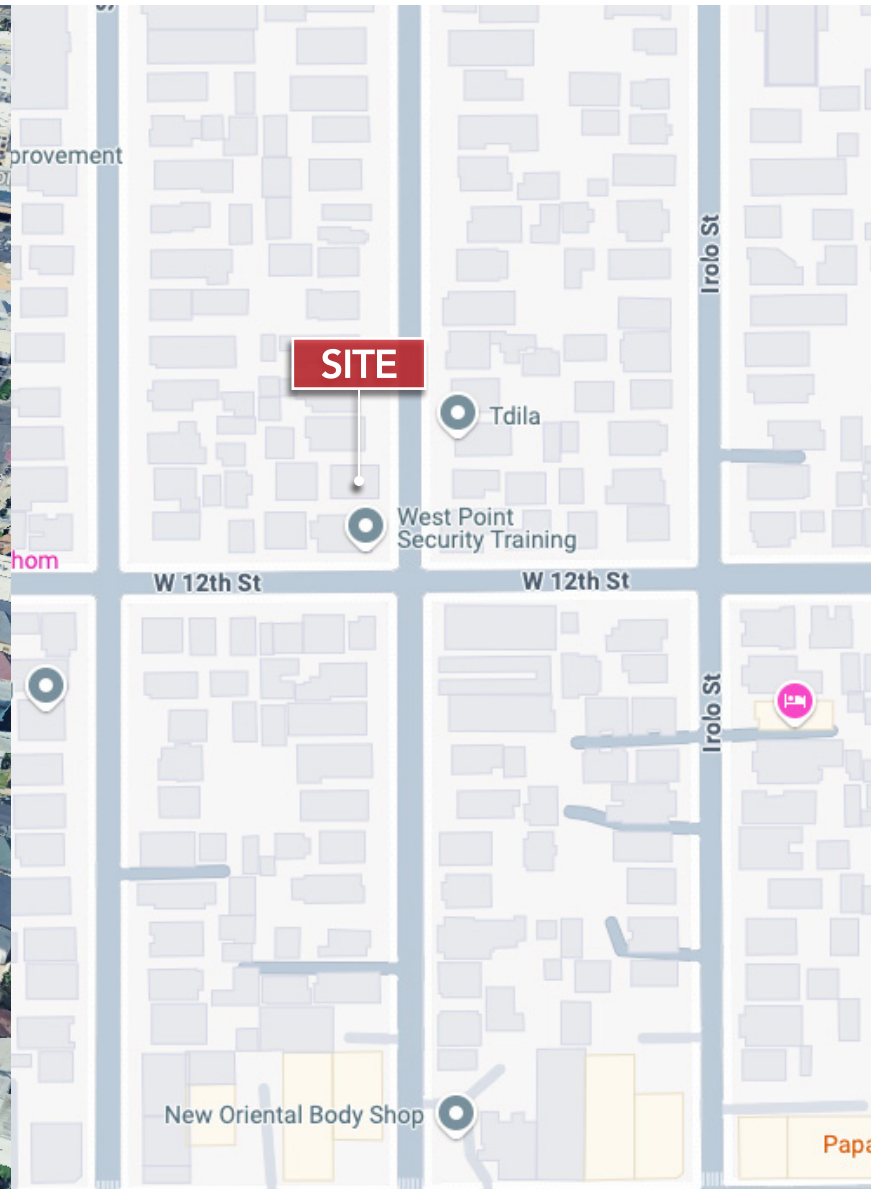 provement
Irolo St
SITE
Tdila
West Point
Security Training
hom
W 12th St
W 12th St
Irolo St
New Oriental Body Shop
Papa